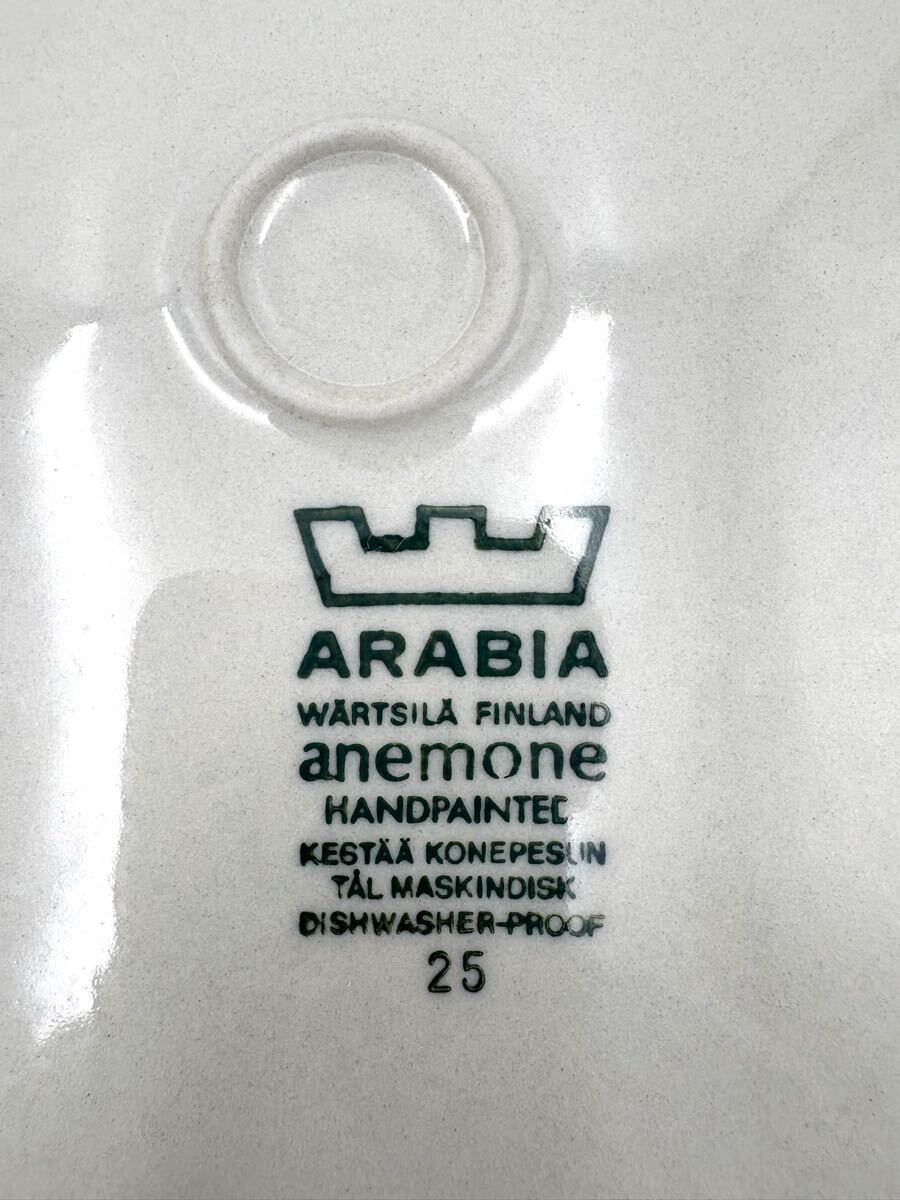 ARABIA
WÄRTSILÄ FINLAND
anemone
HANDPAINTED
KESTÄÄ KONEPESUN
TÅL MASKINDISK
DISHWASHER-PROOF
25